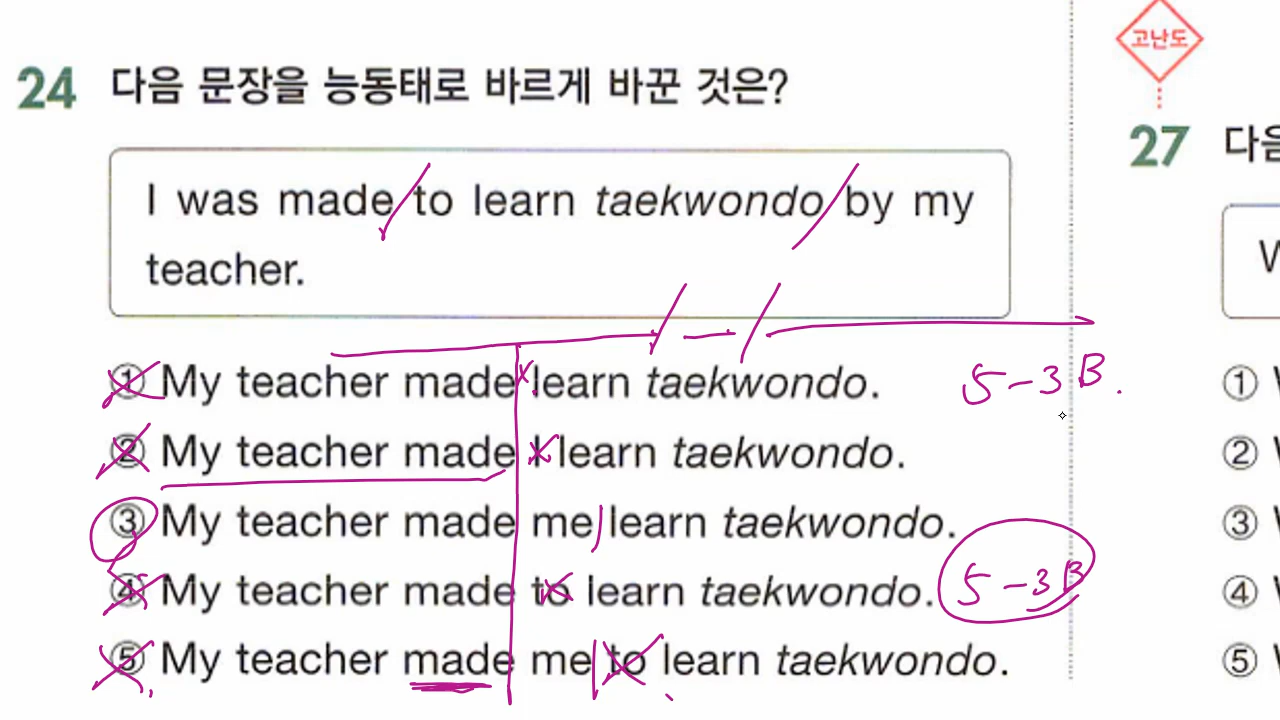 24 다음 문장을 능동태로 바르게 바꾼 것은?
I was made to learn taekwondo by my
teacher.
① My teacher made learn taekwondo.
② My teacher made I learn taekwondo.
③ My teacher made me learn taekwondo.
④ My teacher made to learn taekwondo.
⑤ My teacher made me to learn taekwondo.
5-3B.
5-3B
고난도
27 다음
W
① W
② W
③ W
④ W
⑤ W